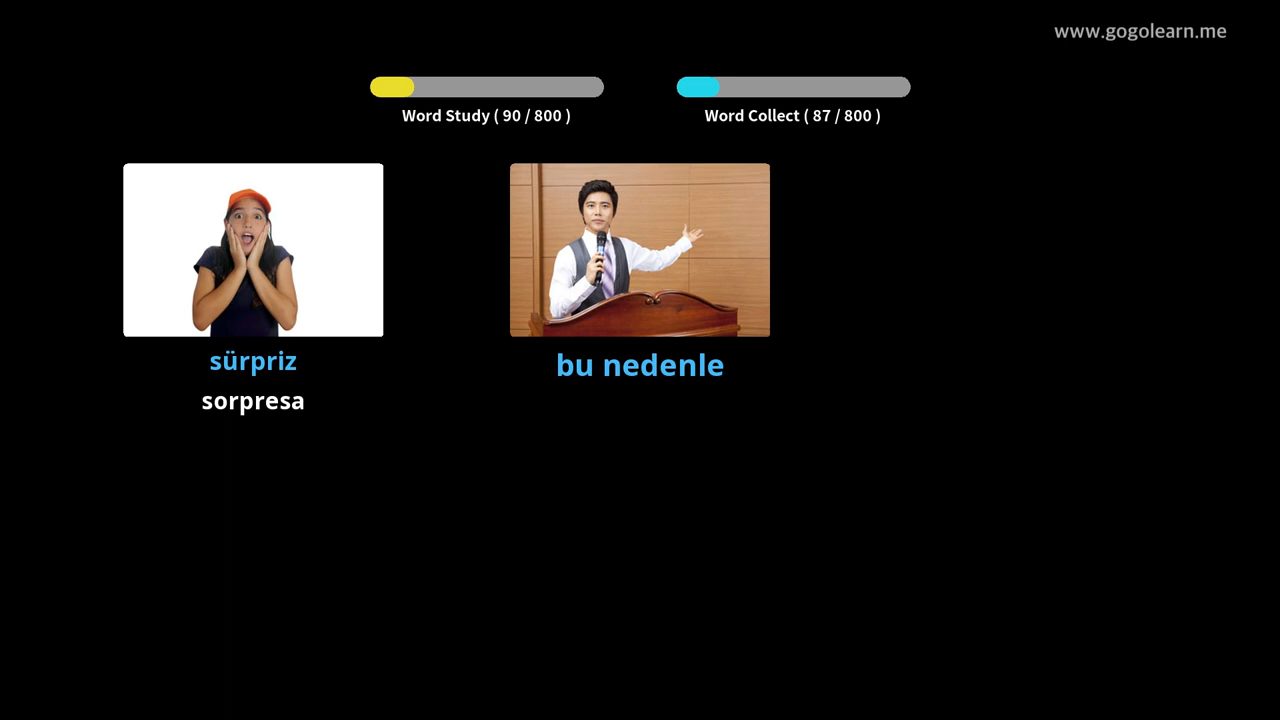 www.gogolearn.me
Word Study ( 90 / 800 )
Word Collect ( 87 / 800 )
sürpriz
sorpresa
bu nedenle